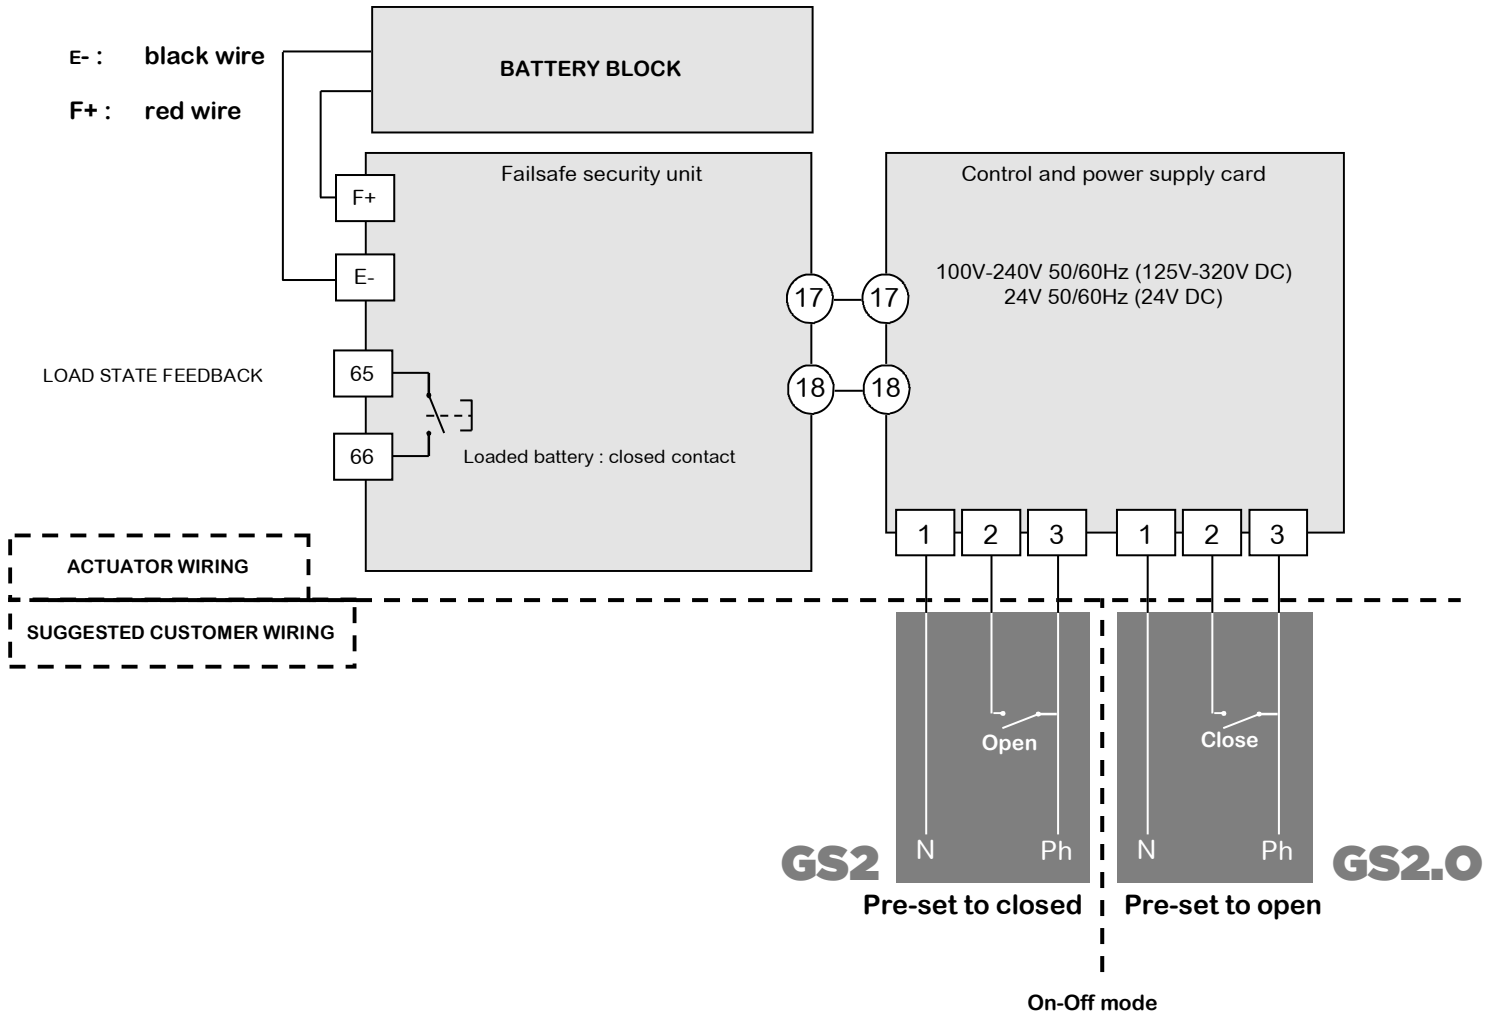 E- : black wire
F+ : red wire
BATTERY BLOCK
Failsafe security unit
F+
E-
LOAD STATE FEEDBACK
65
66
Loaded battery : closed contact
17
18
Control and power supply card
100V-240V 50/60Hz (125V-320V DC)
24V 50/60Hz (24V DC)
17
18
1 2 3 1 2 3
ACTUATOR WIRING
SUGGESTED CUSTOMER WIRING
Open
Close
N Ph
N Ph
GS2
GS2.O
Pre-set to closed
Pre-set to open
On-Off mode